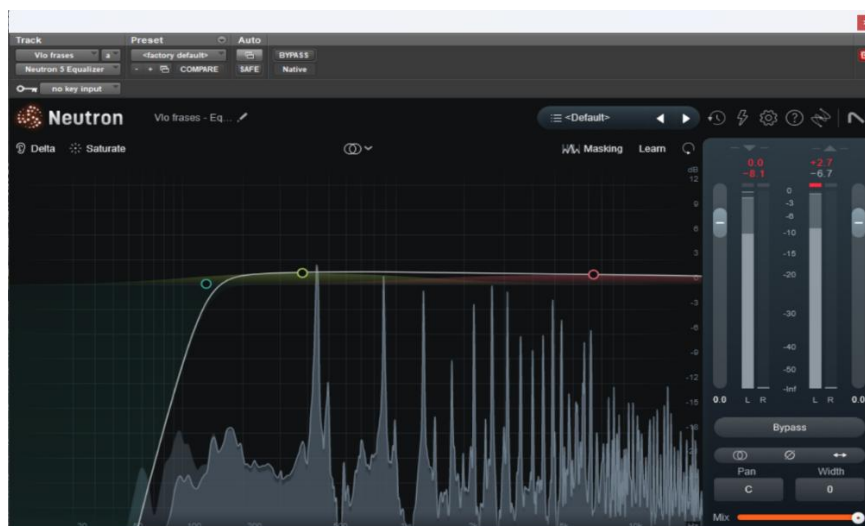 Track Preset Auto
Vlo frases a <factory default> BYPASS
Neutron 5 Equalizer - + COMPARE SAFE Native
no key input
Neutron Vlo frases - Eq... <Default>
Delta Saturate Masking Learn
dB
12
9
6
3
-3
-6
-9
-12
-15
0.0 +2.7
-8.1 -6.7
0
-3
-6
-10
-15
-20
-30
-40
-50
-Inf
0.0 L R L R 0.0
Bypass
Pan Width
C 0
Mix